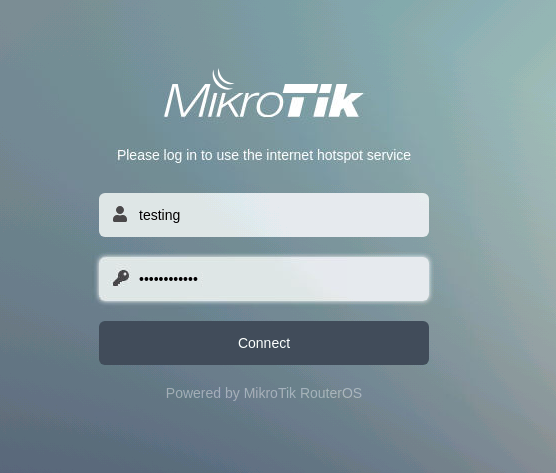 MikroTik
Please log in to use the internet hotspot service
testing
••••••••••••
Connect
Powered by MikroTik RouterOS